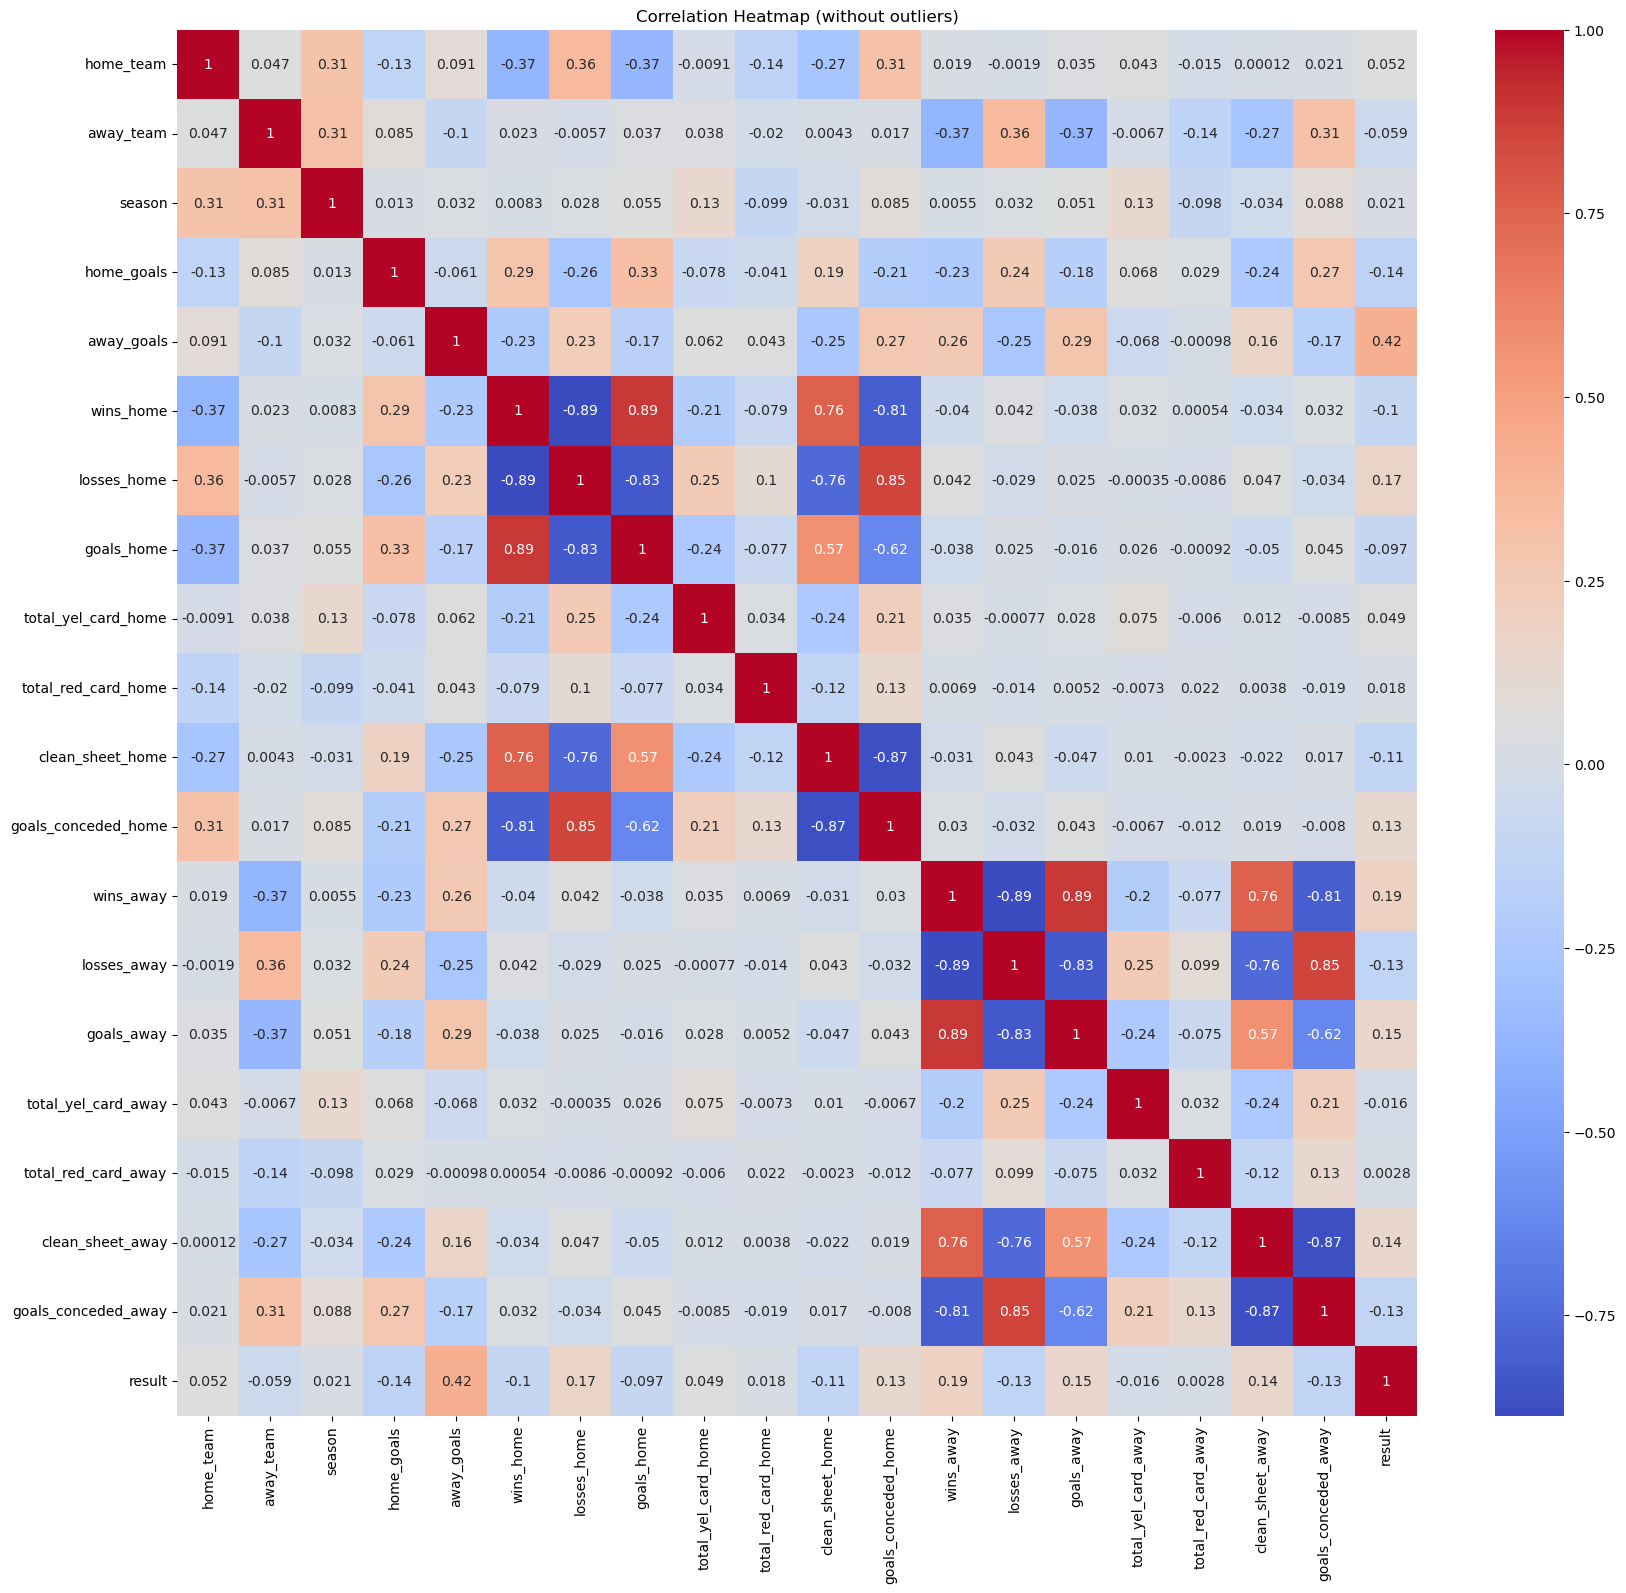 Correlation Heatmap (without outliers)
home_team 1 0.047 0.31 -0.13 0.091 -0.37 0.36 -0.37 -0.0091 -0.14 -0.27 0.31 0.019 -0.0019 0.035 0.043 -0.015 0.00012 0.021 0.052
away_team 0.047 1 0.31 0.085 -0.1 0.023 -0.0057 0.037 0.038 -0.02 0.0043 0.017 -0.37 0.36 -0.37 -0.0067 -0.14 -0.27 0.31 -0.059
season 0.31 0.31 1 0.013 0.032 0.0083 0.028 0.055 0.13 -0.099 -0.031 0.085 0.0055 0.032 0.051 0.13 -0.098 -0.034 0.088 0.021
home_goals -0.13 0.085 0.013 1 -0.061 0.29 -0.26 0.33 -0.078 -0.041 0.19 -0.21 -0.23 0.24 -0.18 0.068 0.029 -0.24 0.27 -0.14
away_goals 0.091 -0.1 0.032 -0.061 1 -0.23 0.23 -0.17 0.062 0.043 -0.25 0.27 0.26 -0.25 0.29 -0.068 -0.00098 0.16 -0.17 0.42
wins_home -0.37 0.023 0.0083 0.29 -0.23 1 -0.89 0.89 -0.21 -0.079 0.76 -0.81 -0.04 0.042 -0.038 0.032 0.00054 -0.034 0.032 -0.1
losses_home 0.36 -0.0057 0.028 -0.26 0.23 -0.89 1 -0.83 0.25 0.1 -0.76 0.85 0.042 -0.029 0.025 -0.00035 -0.0086 0.047 -0.034 0.17
goals_home -0.37 0.037 0.055 0.33 -0.17 0.89 -0.83 1 -0.24 -0.077 0.57 -0.62 -0.038 0.025 -0.016 0.026 -0.00092 -0.05 0.045 -0.097
total_yel_card_home -0.0091 0.038 0.13 -0.078 0.062 -0.21 0.25 -0.24 1 0.034 -0.24 0.21 0.035 -0.00077 0.028 0.075 -0.006 0.012 -0.0085 0.049
total_red_card_home -0.14 -0.02 -0.099 -0.041 0.043 -0.079 0.1 -0.077 0.034 1 -0.12 0.13 0.0069 -0.014 0.0052 -0.0073 0.022 0.0038 -0.019 0.018
clean_sheet_home -0.27 0.0043 -0.031 0.19 -0.25 0.76 -0.76 0.57 -0.24 -0.12 1 -0.87 -0.031 0.043 -0.047 0.01 -0.0023 -0.022 0.017 -0.11
goals_conceded_home 0.31 0.017 0.085 -0.21 0.27 -0.81 0.85 -0.62 0.21 0.13 -0.87 1 0.03 -0.032 0.043 -0.0067 -0.012 0.019 -0.008 0.13
wins_away 0.019 -0.37 0.0055 -0.23 0.26 -0.04 0.042 -0.038 0.035 0.0069 -0.031 0.03 1 -0.89 0.89 -0.2 -0.077 0.76 -0.81 0.19
losses_away -0.0019 0.36 0.032 0.24 -0.25 0.042 -0.029 0.025 -0.00077 -0.014 0.043 -0.032 -0.89 1 -0.83 0.25 0.099 -0.76 0.85 -0.13
goals_away 0.035 -0.37 0.051 -0.18 0.29 -0.038 0.025 -0.016 0.028 0.0052 -0.047 0.043 0.89 -0.83 1 -0.24 -0.075 0.57 -0.62 0.15
total_yel_card_away 0.043 -0.0067 0.13 0.068 -0.068 0.032 -0.00035 0.026 0.075 -0.0073 0.01 -0.0067 -0.2 0.25 -0.24 1 0.032 -0.24 0.21 -0.016
total_red_card_away -0.015 -0.14 -0.098 0.029 -0.00098 0.00054 -0.0086 -0.00092 -0.006 0.022 -0.0023 -0.012 -0.077 0.099 -0.075 0.032 1 -0.12 0.13 0.0028
clean_sheet_away 0.00012 -0.27 -0.034 -0.24 0.16 -0.034 0.047 -0.05 0.012 0.0038 -0.022 0.019 0.76 -0.76 0.57 -0.24 -0.12 1 -0.87 0.14
goals_conceded_away 0.021 0.31 0.088 0.27 -0.17 0.032 -0.034 0.045 -0.0085 -0.019 0.017 -0.008 -0.81 0.85 -0.62 0.21 0.13 -0.87 1 -0.13
result 0.052 -0.059 0.021 -0.14 0.42 -0.1 0.17 -0.097 0.049 0.018 -0.11 0.13 0.19 -0.13 0.15 -0.016 0.0028 0.14 -0.13 1
home_team
away_team
season
home_goals
away_goals
wins_home
losses_home
goals_home
total_yel_card_home
total_red_card_home
clean_sheet_home
goals_conceded_home
wins_away
losses_away
goals_away
total_yel_card_away
total_red_card_away
clean_sheet_away
goals_conceded_away
result
1.00
0.75
0.50
0.25
0.00
−0.25
−0.50
−0.75